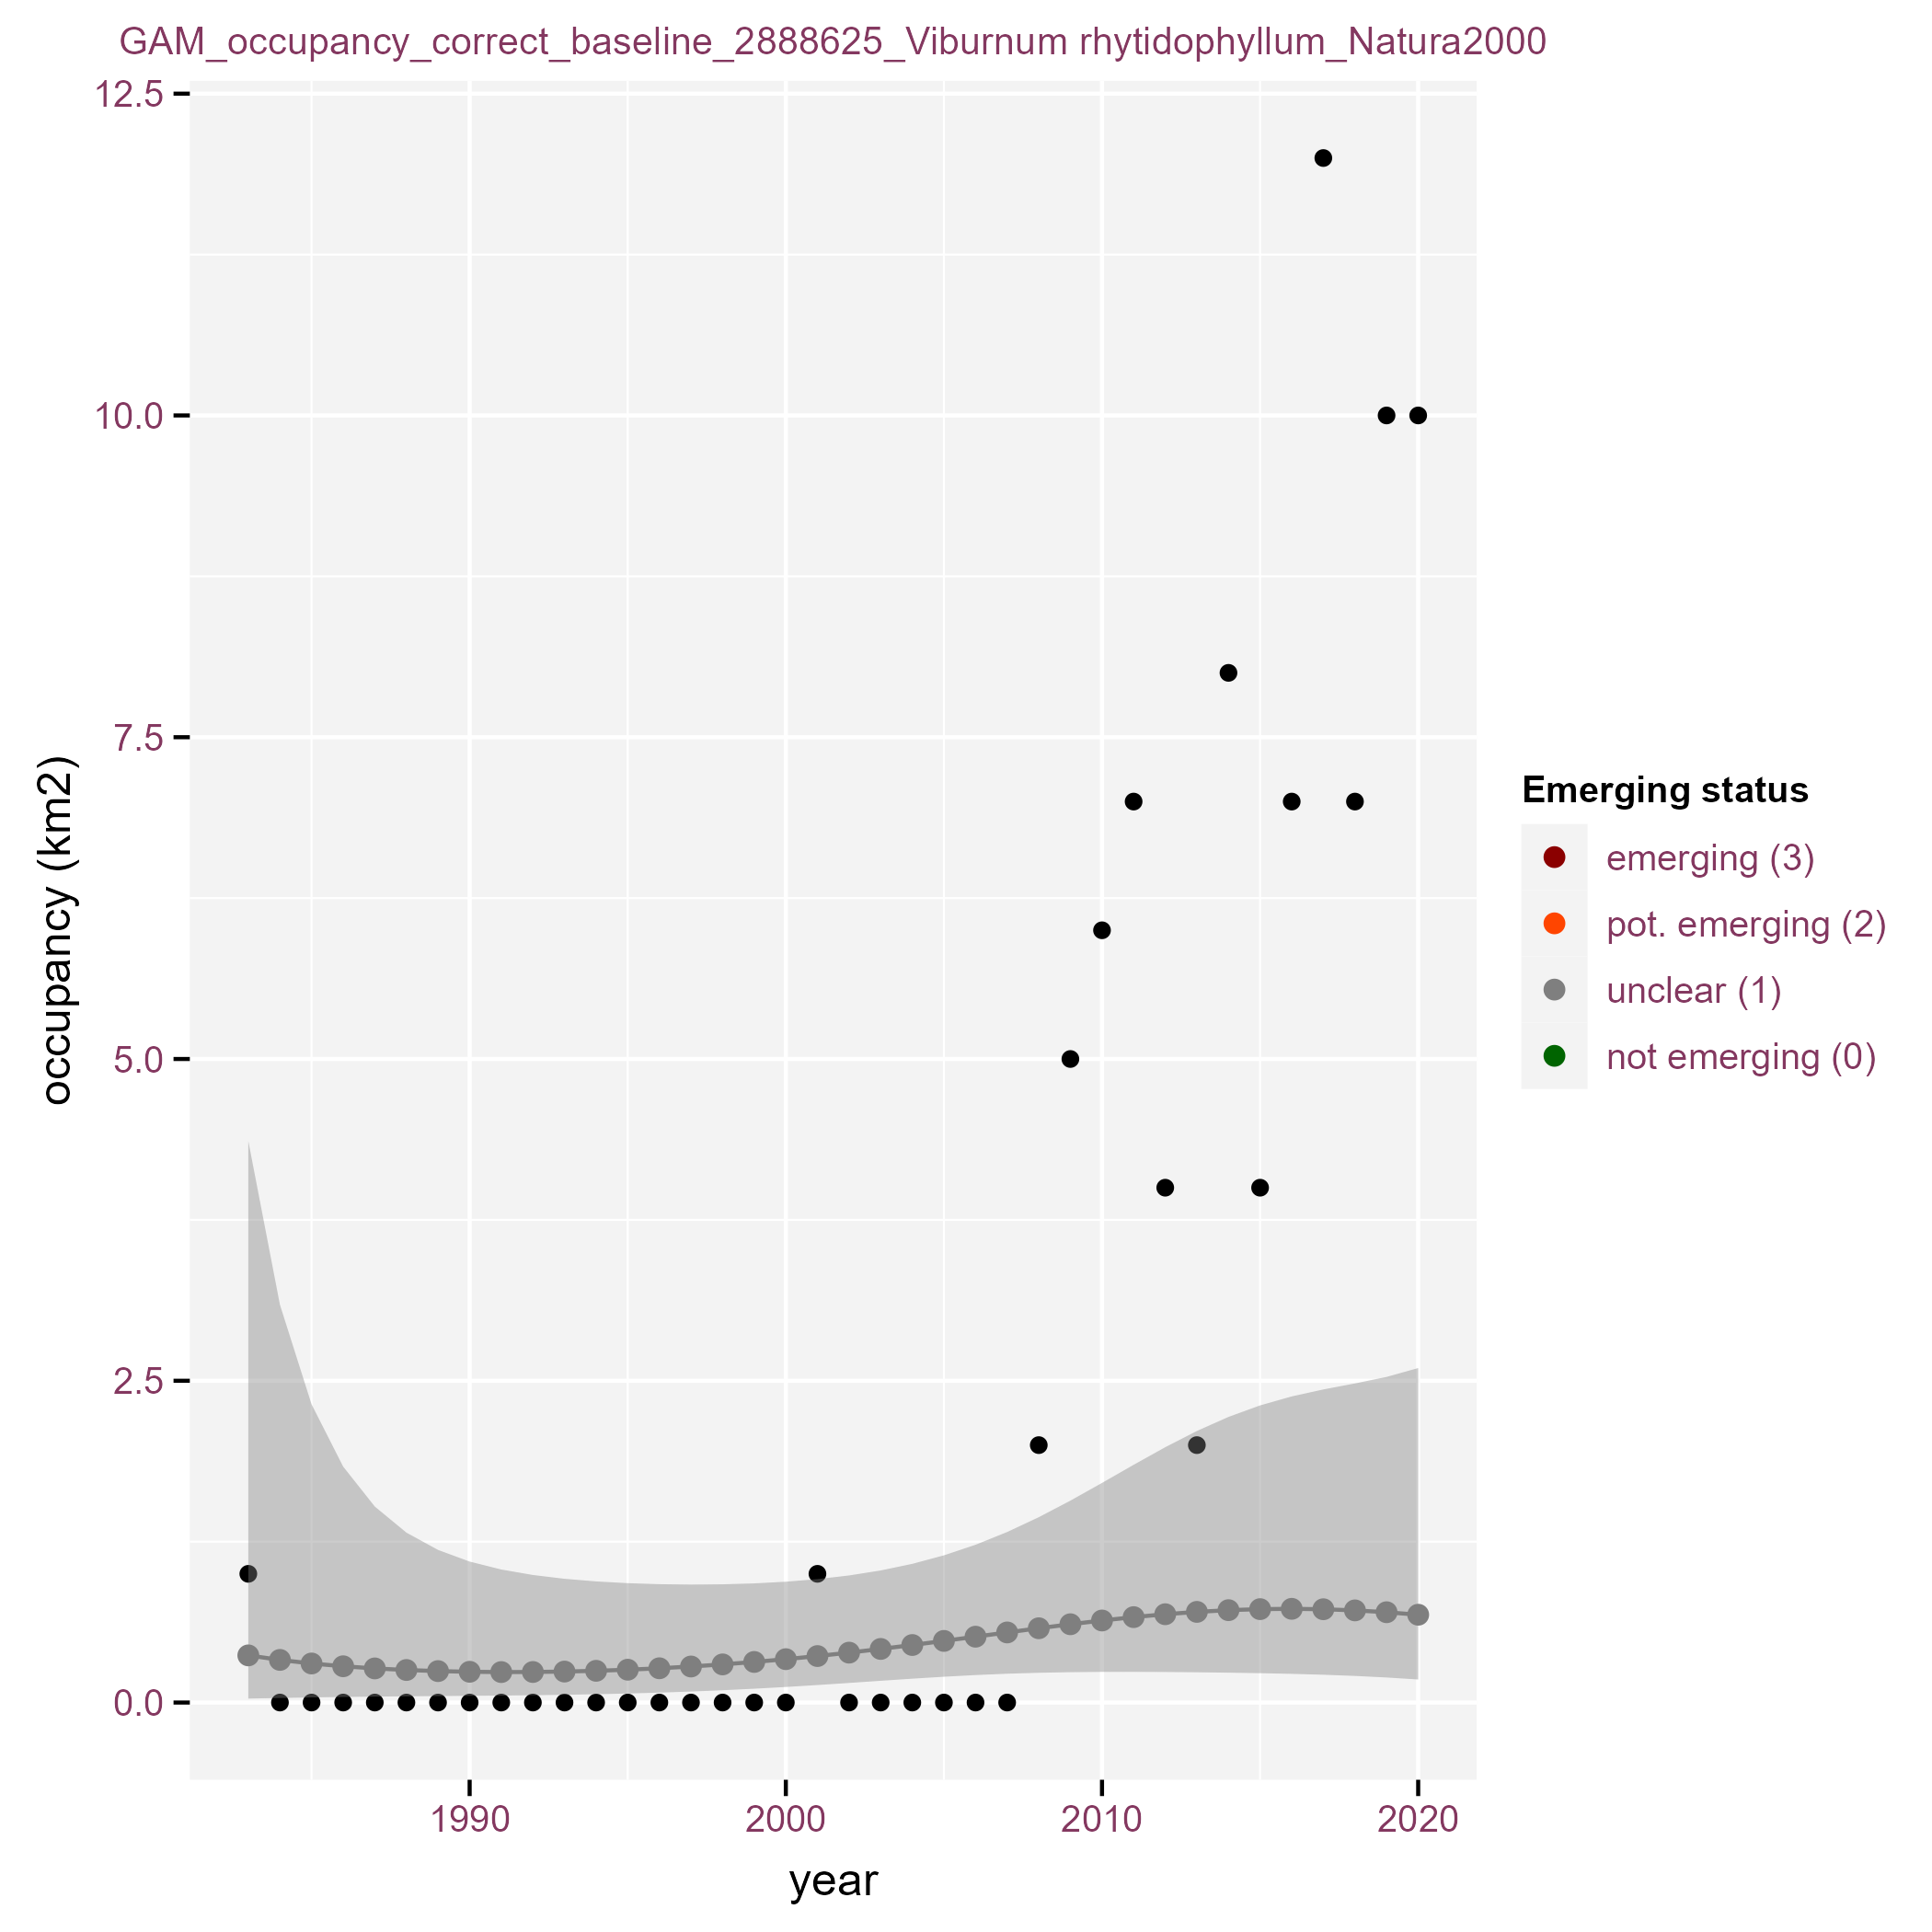 GAM_occupancy_correct_baseline_2888625_Viburnum rhytidophyllum_Natura2000
12.5
10.0
7.5
5.0
2.5
0.0
occupancy (km2)
1990
2000
2010
2020
year
Emerging status
emerging (3)
pot. emerging (2)
unclear (1)
not emerging (0)